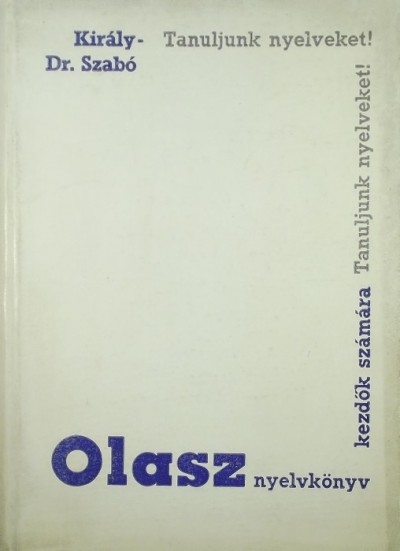 Király-
Dr. Szabó
Tanuljunk nyelveket!
kezdők számára Tanuljunk nyelveket!
Olasz nyelvkönyv